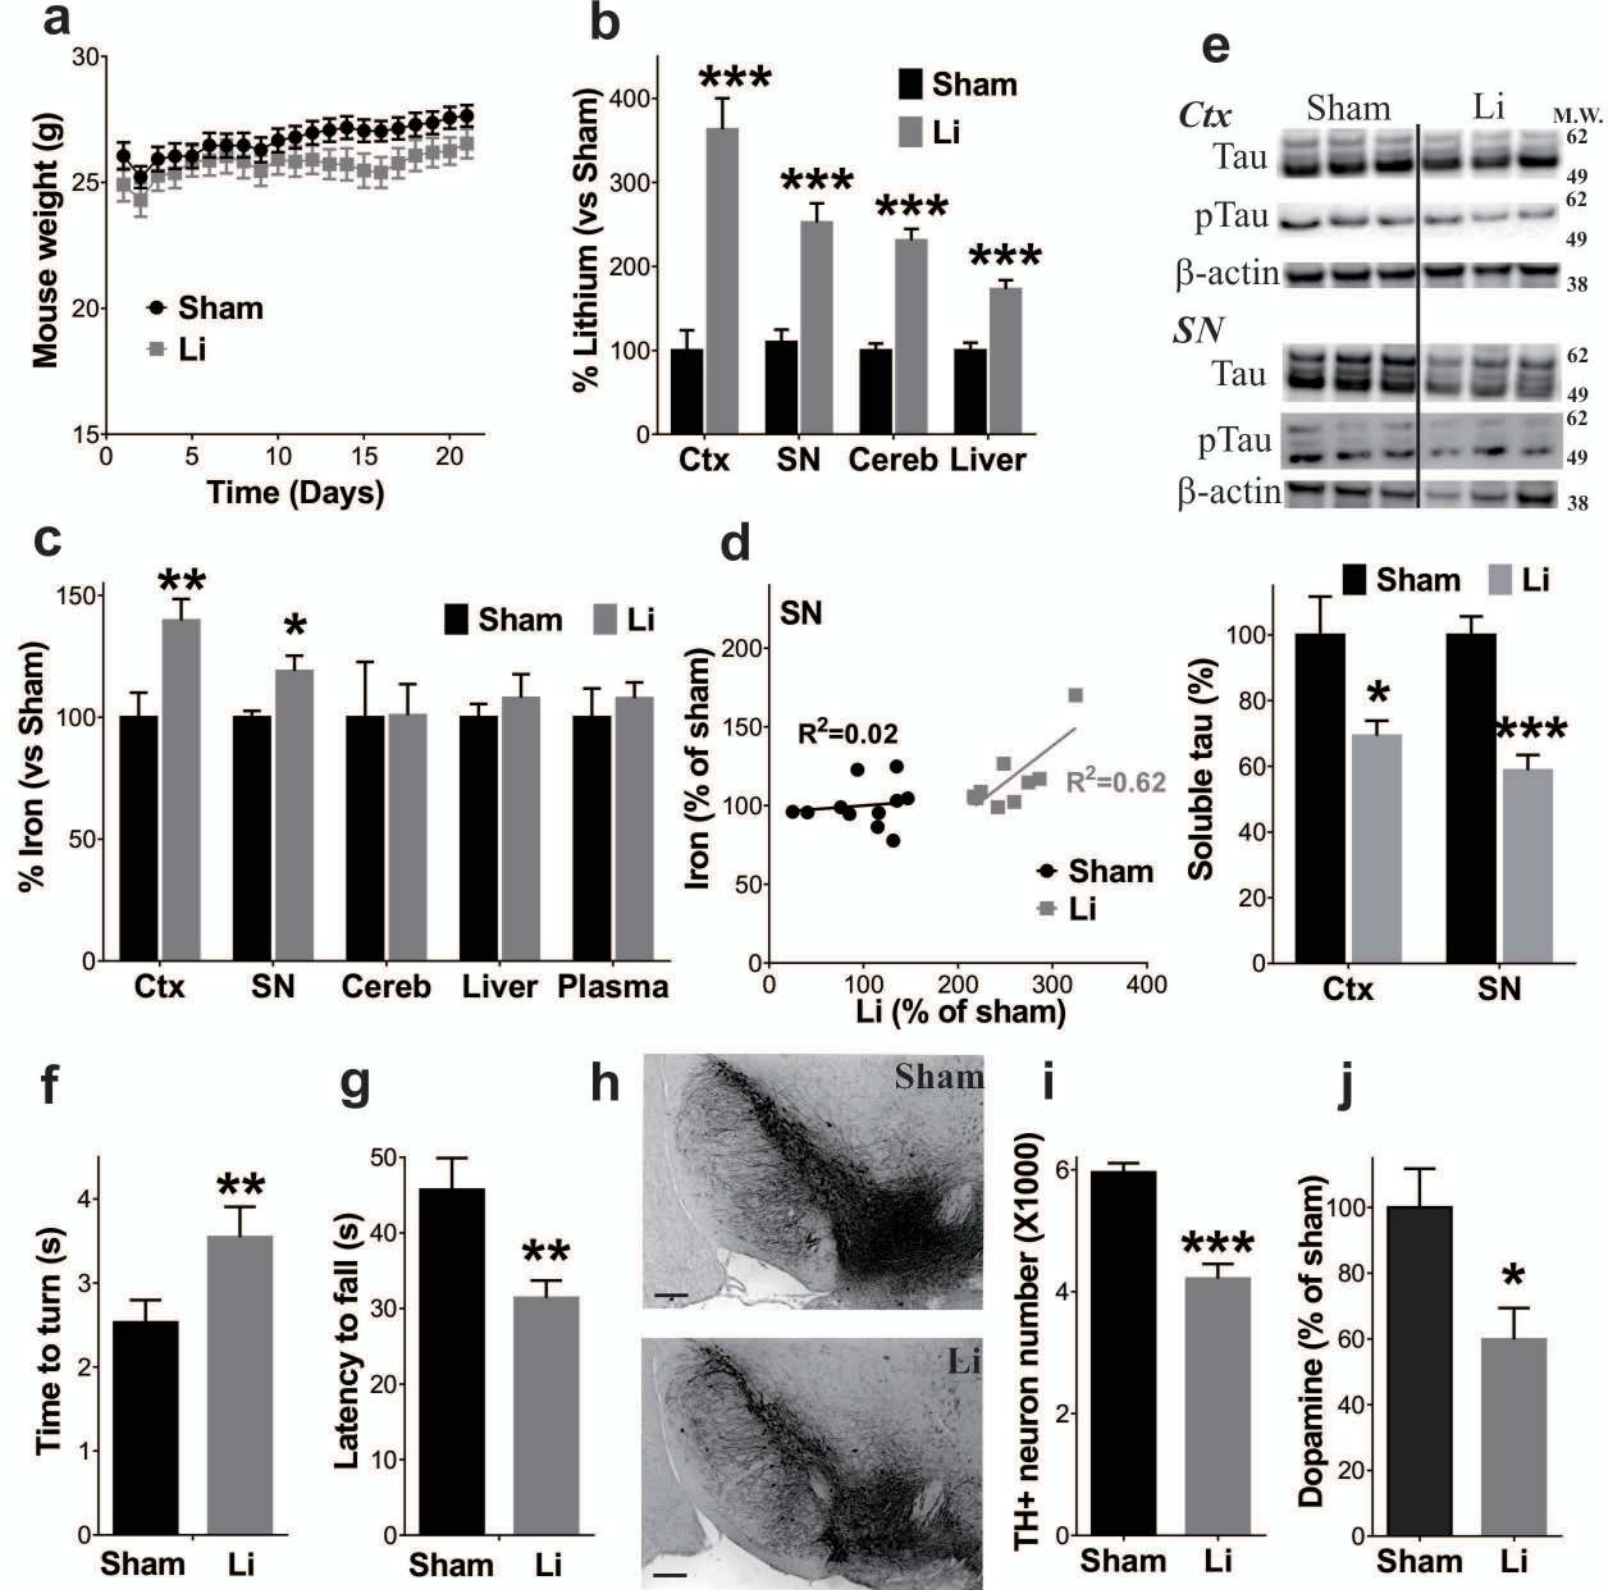 a
30
25
20
15
Mouse weight (g)
Sham
Li
0 5 10 15 20
Time (Days)
b
400
300
200
100
0
% Lithium (vs Sham)
Sham
Li
***
***
***
***
Ctx SN Cereb Liver
e
Ctx Sham Li M.W.
Tau 62
49
pTau 62
49
β-actin 38
SN
Tau 62
49
pTau 62
49
β-actin 38
Sham Li
100
80
60
40
20
0
Soluble tau (%)
*
***
Ctx SN
c
150
100
50
0
% Iron (vs Sham)
**
*
Sham Li
Ctx SN Cereb Liver Plasma
d
SN
200
150
100
50
0
Iron (% of sham)
R²=0.02
R²=0.62
Sham
Li
0 100 200 300 400
Li (% of sham)
f
4
3
2
1
0
Time to turn (s)
**
Sham Li
g
50
40
30
20
10
0
Latency to fall (s)
**
Sham Li
h
Sham
Li
i
6
4
2
0
TH+ neuron number (X1000)
***
Sham Li
j
100
80
60
40
20
0
Dopamine (% of sham)
*
Sham Li